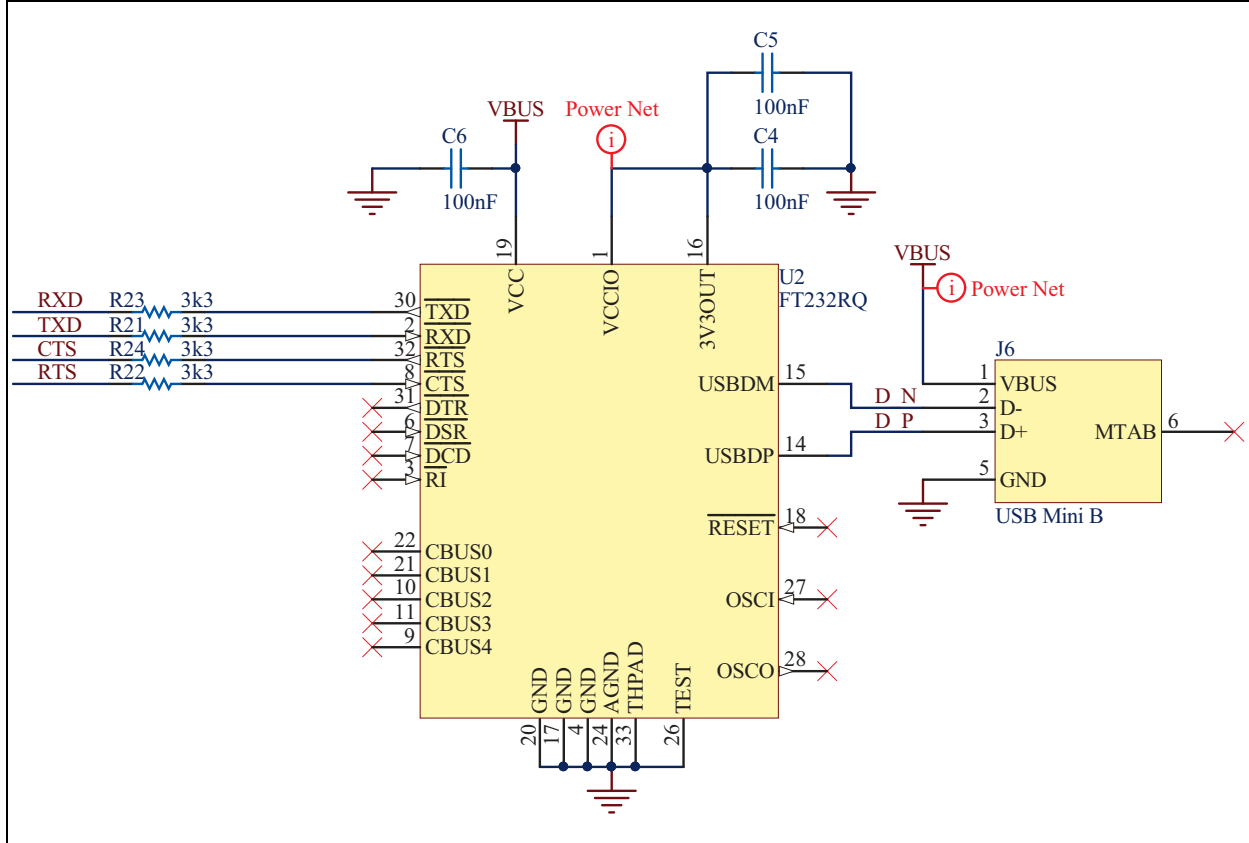 C5
100nF
VBUS
Power Net
i
C6
C4
100nF
100nF
19
1
16
VCC
VCCIO
3V3OUT
U2
FT232RQ
VBUS
i Power Net
RXD R23 3k3 30 TXD
TXD R21 3k3 2 RXD
CTS R24 3k3 32 RTS
RTS R22 3k3 8 CTS
31 DTR
6 DSR
7 DCD
3 RI
22 CBUS0
21 CBUS1
10 CBUS2
11 CBUS3
9 CBUS4
USBDM 15
USBDP 14
RESET 18
OSCI 27
OSCO 28
D_N
D_P
J6
1 VBUS
2 D-
3 D+
MTAB 6
5 GND
USB Mini B
GND
GND
GND
AGND
THPAD
TEST
20
17
4
24
33
26